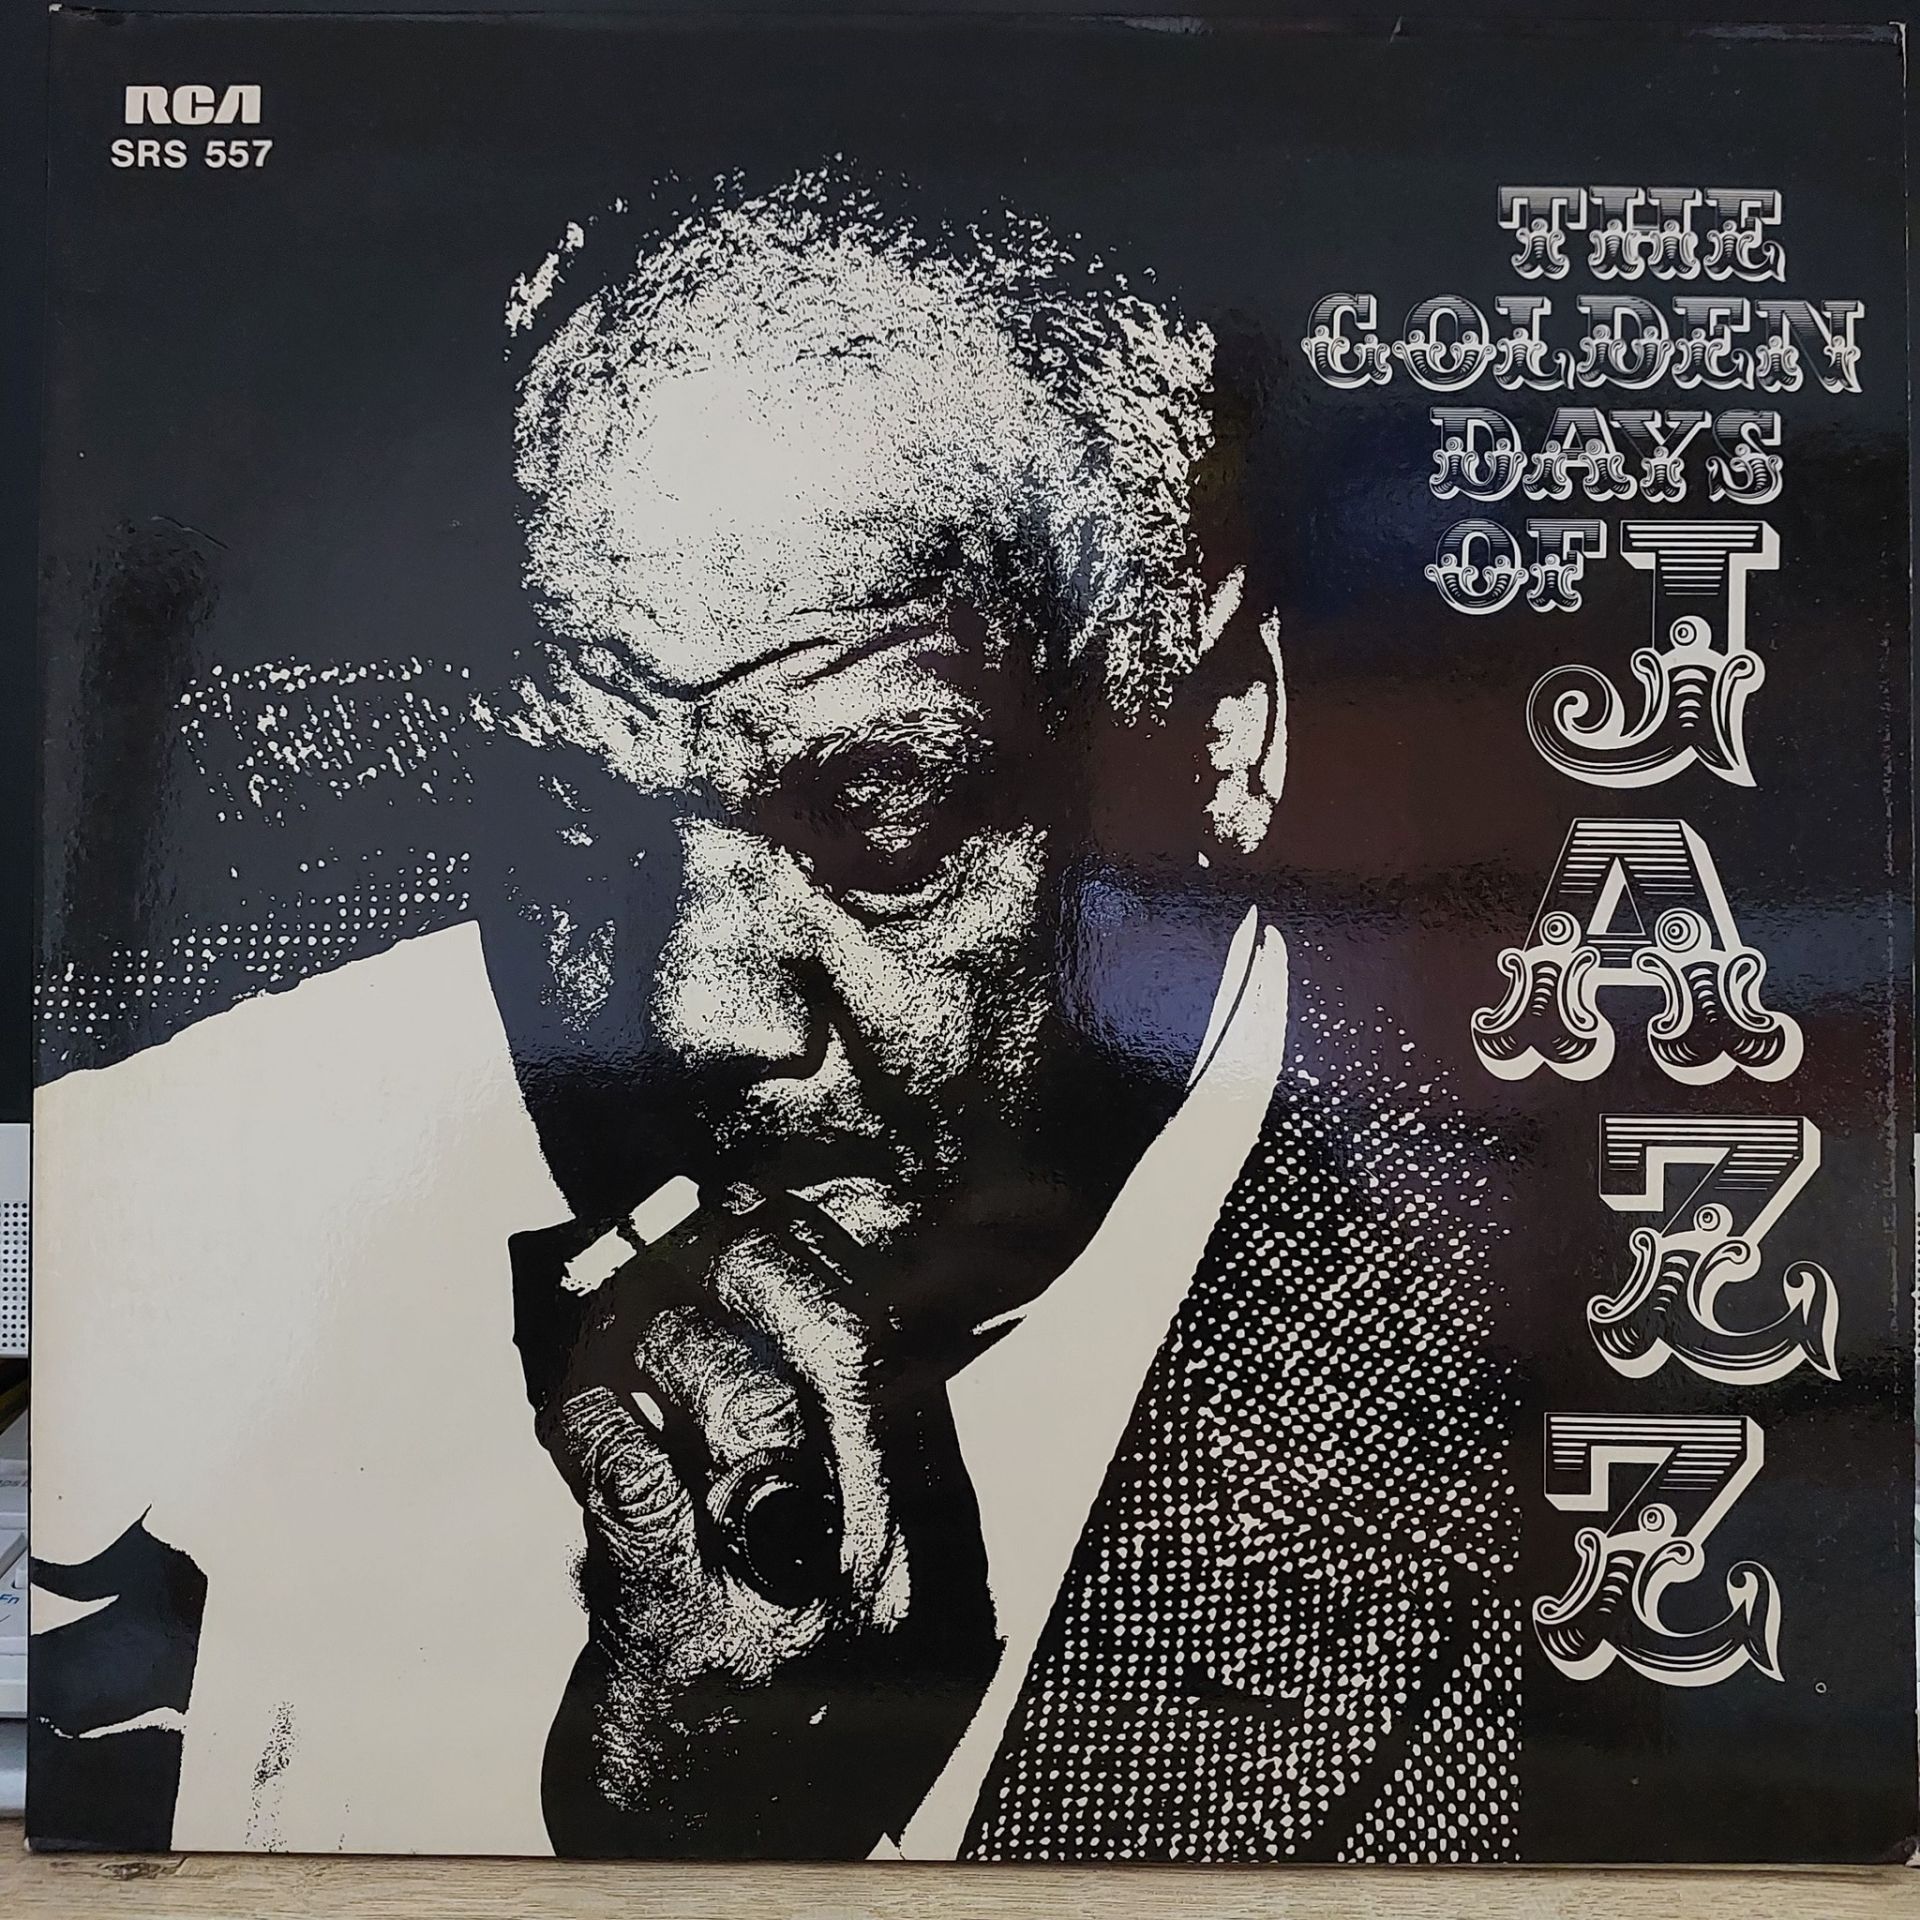 RCA
SRS 557
THE
GOLDEN
DAYS
OF JAZZ